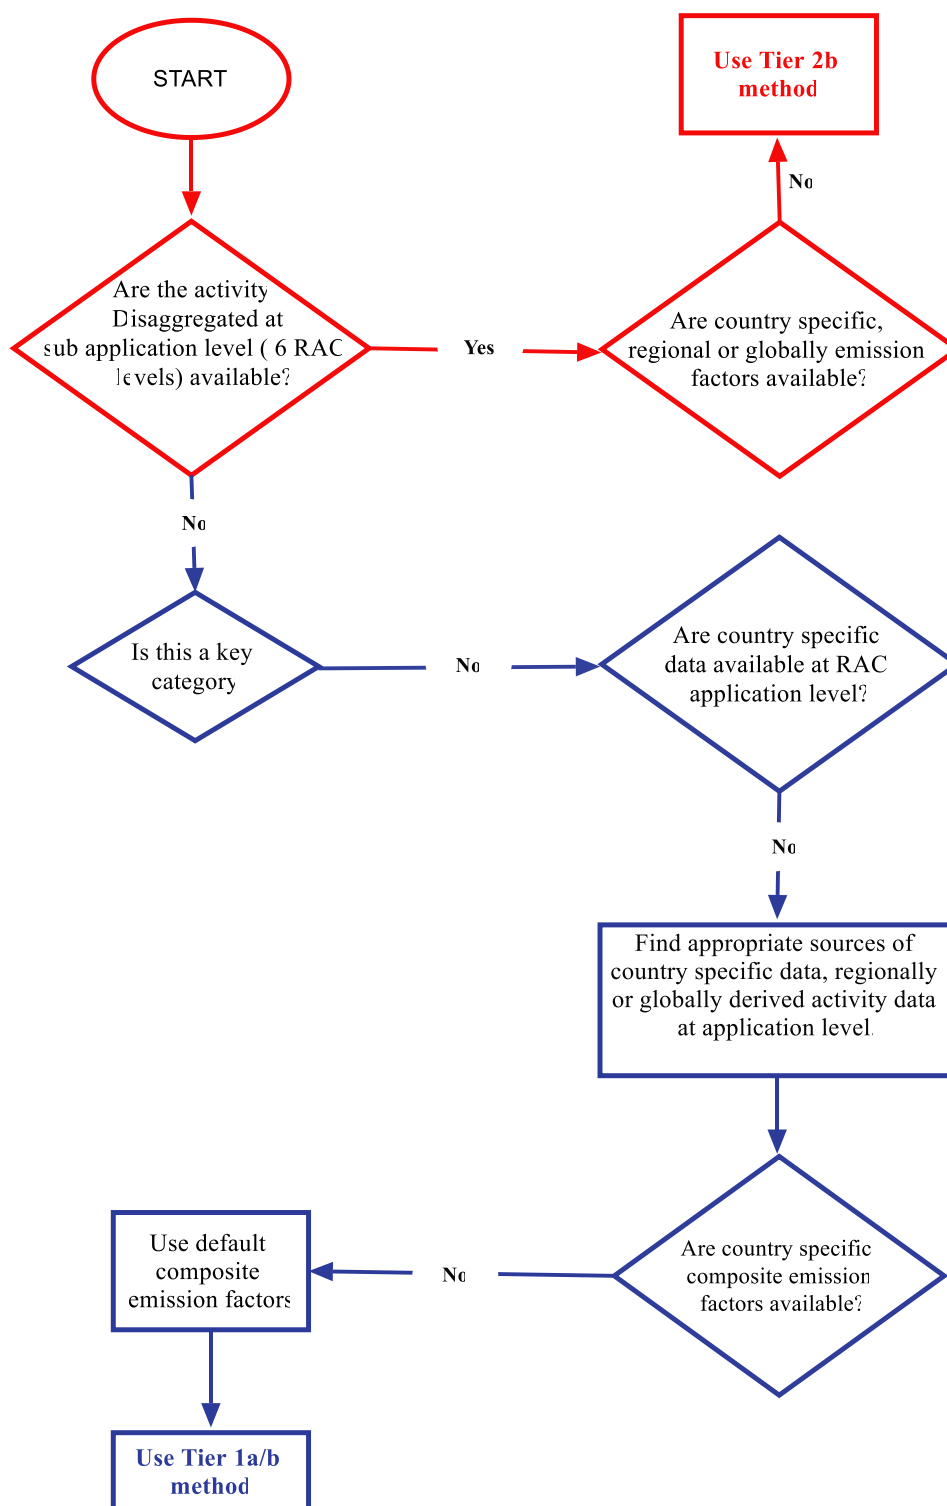 START
Use Tier 2b
method
No
Are the activity
Disaggregated at
sub application level ( 6 RAC
levels) available?
Yes
Are country specific,
regional or globally emission
factors available?
No
Is this a key
category
No
Are country specific
data available at RAC
application level?
No
Find appropriate sources of
country specific data, regionally
or globally derived activity data
at application level.
Are country specific
composite emission
factors available?
No
Use default
composite
emission factors
Use Tier 1a/b
method